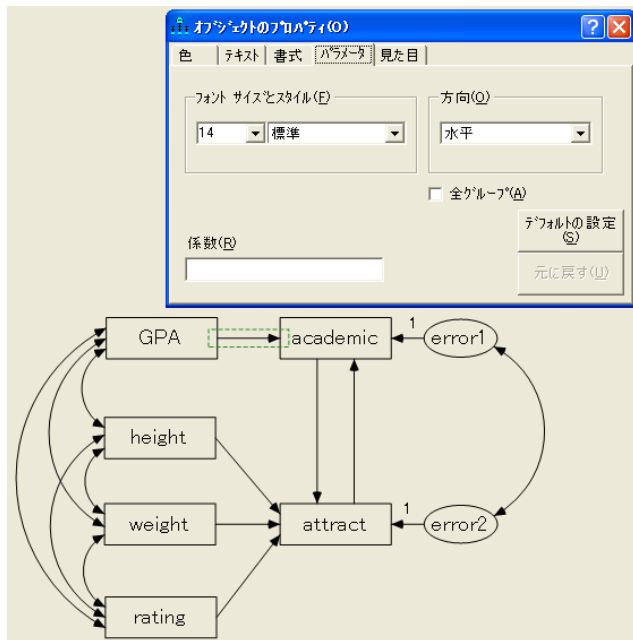 オブジェクトのプロパティ(O)
色 テキスト 書式 パラメータ 見た目
フォント サイズとスタイル(F) 方向(O)
14 標準 水平
全グループ(A)
デフォルトの設定
(S)
係数(R)
元に戻す(U)
GPA academic 1 error1
height
weight attract 1 error2
rating